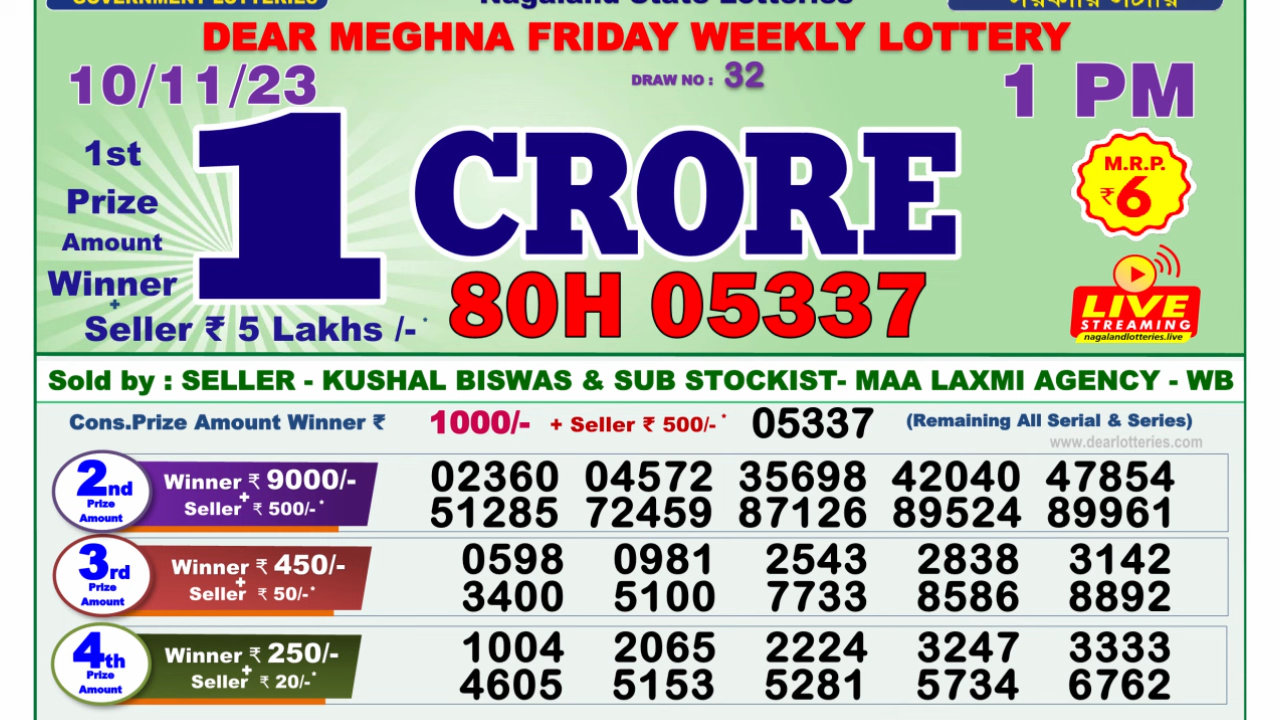 GOVERNMENT LOTTERIES
Nagaland State Lotteries
সরকারি লটারি
DEAR MEGHNA FRIDAY WEEKLY LOTTERY
10/11/23
DRAW NO : 32
1 PM
1st
Prize
Amount
Winner
+
Seller ₹ 5 Lakhs /-*
1 CRORE
80H 05337
M.R.P.
₹6
LIVE
STREAMING
nagalandlotteries.live
Sold by : SELLER - KUSHAL BISWAS & SUB STOCKIST- MAA LAXMI AGENCY - WB
Cons.Prize Amount Winner ₹ 1000/- + Seller ₹ 500/-* 05337 (Remaining All Serial & Series)
www.dearlotteries.com
2nd
Prize
Amount
Winner ₹ 9000/-
+
Seller ₹ 500/-*
02360 04572 35698 42040 47854
51285 72459 87126 89524 89961
3rd
Prize
Amount
Winner ₹ 450/-
+
Seller ₹ 50/-*
0598 0981 2543 2838 3142
3400 5100 7733 8586 8892
4th
Prize
Amount
Winner ₹ 250/-
+
Seller ₹ 20/-*
1004 2065 2224 3247 3333
4605 5153 5281 5734 6762